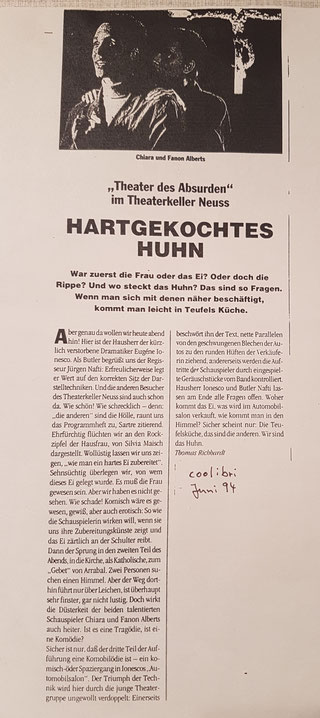 Chiara und Fanon Alberts
„Theater des Absurden“
im Theaterkeller Neuss
HARTGEKOCHTES
HUHN
War zuerst die Frau oder das Ei? Oder doch die
Rippe? Und wo steckt das Huhn? Das sind so Fragen.
Wenn man sich mit denen näher beschäftigt,
kommt man leicht in Teufels Küche.
Aber genau da wollen wir heute abend
hin! Hier ist der Hausherr der kürz-
lich verstorbene Dramatiker Eugéne Io-
nesco. Als Butler begrüßt uns der Regis-
seur Jürgen Nafti: Erfreulicherweise legt
er Wert auf den korrekten Sitz der Dar-
stelltechniken. Und die anderen Besucher
des Theaterkeller Neuss sind auch schon
da. Wie schön! Wie schrecklich – denn:
„die anderen“ sind die Hölle, raunt uns
das Programmheft zu, Sartre zitierend.
Ehrfürchtig flüchten wir an den Rock-
zipfel der Hausfrau, von Silvia Maisch
dargestellt. Wollüstig lassen wir uns zei-
gen, „wie man ein hartes Ei zubereitet“.
Sehnsüchtig überlegen wir, von wem
dieses Ei gelegt wurde. Es muß die Frau
gewesen sein. Aber wir haben es nicht ge-
sehen. Wie schade! Komisch wäre es ge-
wesen, gewiß, aber auch erotisch: So wie
die Schauspielerin wirken will, wenn sie
uns ihre Zubereitungskünste zeigt und
das Ei zärtlich an der Schulter reibt.
Dann der Sprung in den zweiten Teil des
Abends, in die Kirche, als Katholische, zum
„Gebet“ von Arrabal. Zwei Personen su-
chen einen Himmel. Aber der Weg dort-
hin führt nur über Leichen, ist überhaupt
sehr finster, gar nicht lustig. Doch wirkt
die Düsterkeit der beiden talentierten
Schauspieler Chiara und Fanon Alberts
auch heiter. Ist es eine Tragödie, ist ei-
ne Komödie?
Sicher ist nur, daß der dritte Teil der Auf-
führung eine Komobilödie ist – ein ko-
misch-öder Spaziergang in Ionescos „Au-
tomobilsalon“. Der Triumph der Tech-
nik wird hier durch die junge Theater-
gruppe ungewollt verdoppelt: Einerseits
beschwört ihn der Text, nette Parallelen
von den geschwungenen Blechen der Au-
tos zu den runden Hüften der Verkäufe-
rin ziehend, andererseits werden die Auf-
tritte der Schauspieler durch eingespiel-
te Geräuschstücke vom Band kontrolliert.
Hausherr Ionesco und Butler Nafti las-
sen am Ende alle Fragen offen. Woher
kommt das Ei, was wird im Automobil-
salon verkauft, wie kommt man in den
Himmel? Sicher scheint nur: Die Teu-
felsküche, das sind die anderen. Wir sind
das Huhn.
Thomas Richhardt
coolibri
Juni 94